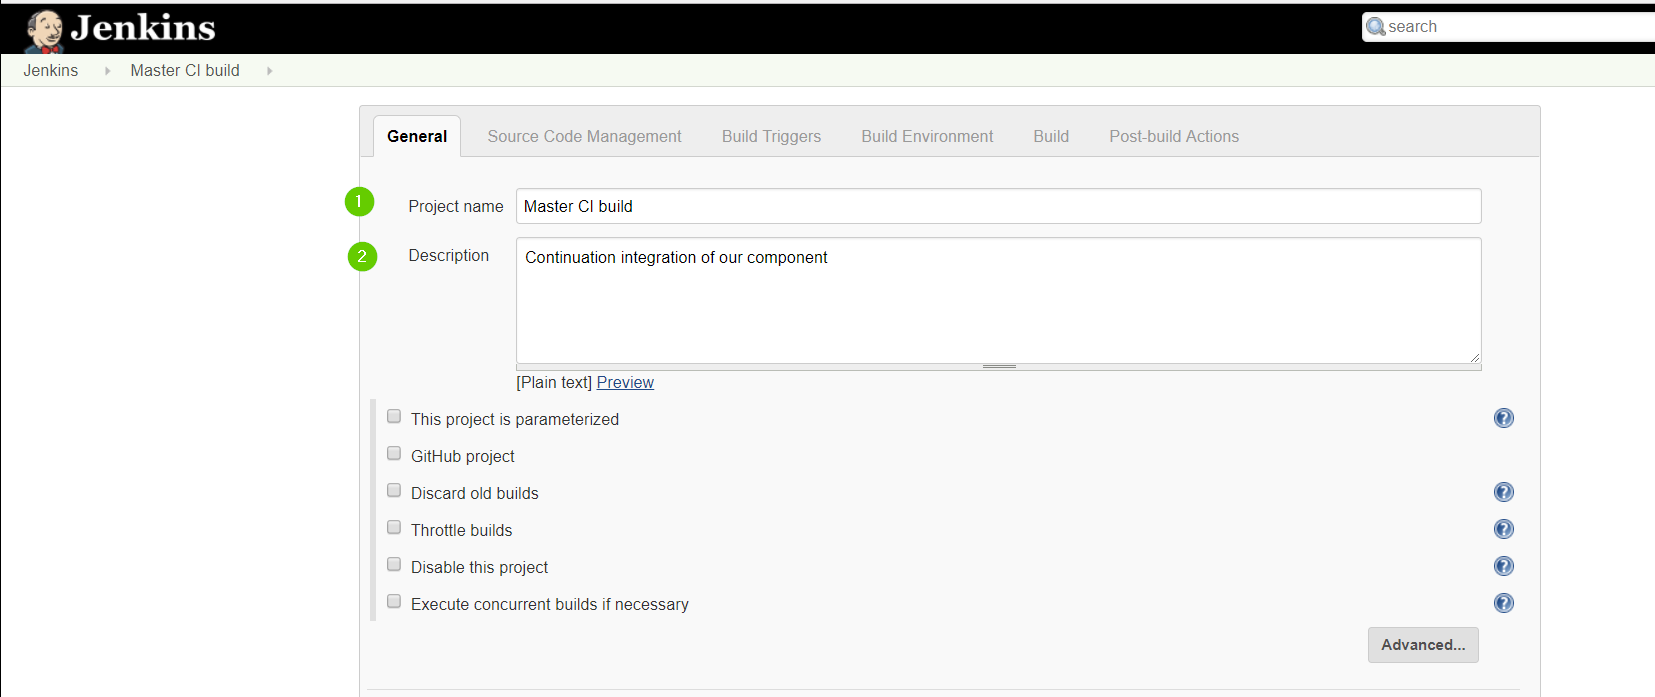 Jenkins
search
Jenkins Master CI build
General Source Code Management Build Triggers Build Environment Build Post-build Actions
1 Project name Master CI build
2 Description Continuation integration of our component
[Plain text] Preview
This project is parameterized ?
GitHub project
Discard old builds ?
Throttle builds ?
Disable this project ?
Execute concurrent builds if necessary ?
Advanced...